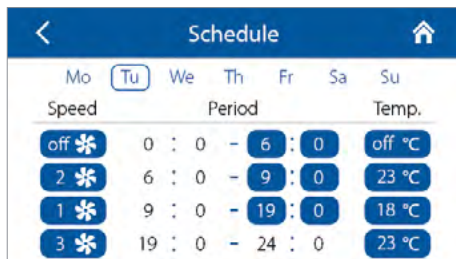 Schedule
Mo Tu We Th Fr Sa Su
Speed Period Temp.
off 0 : 0 - 6 : 0 off °C
2 6 : 0 - 9 : 0 23 °C
1 9 : 0 - 19 : 0 18 °C
3 19 : 0 - 24 : 0 23 °C